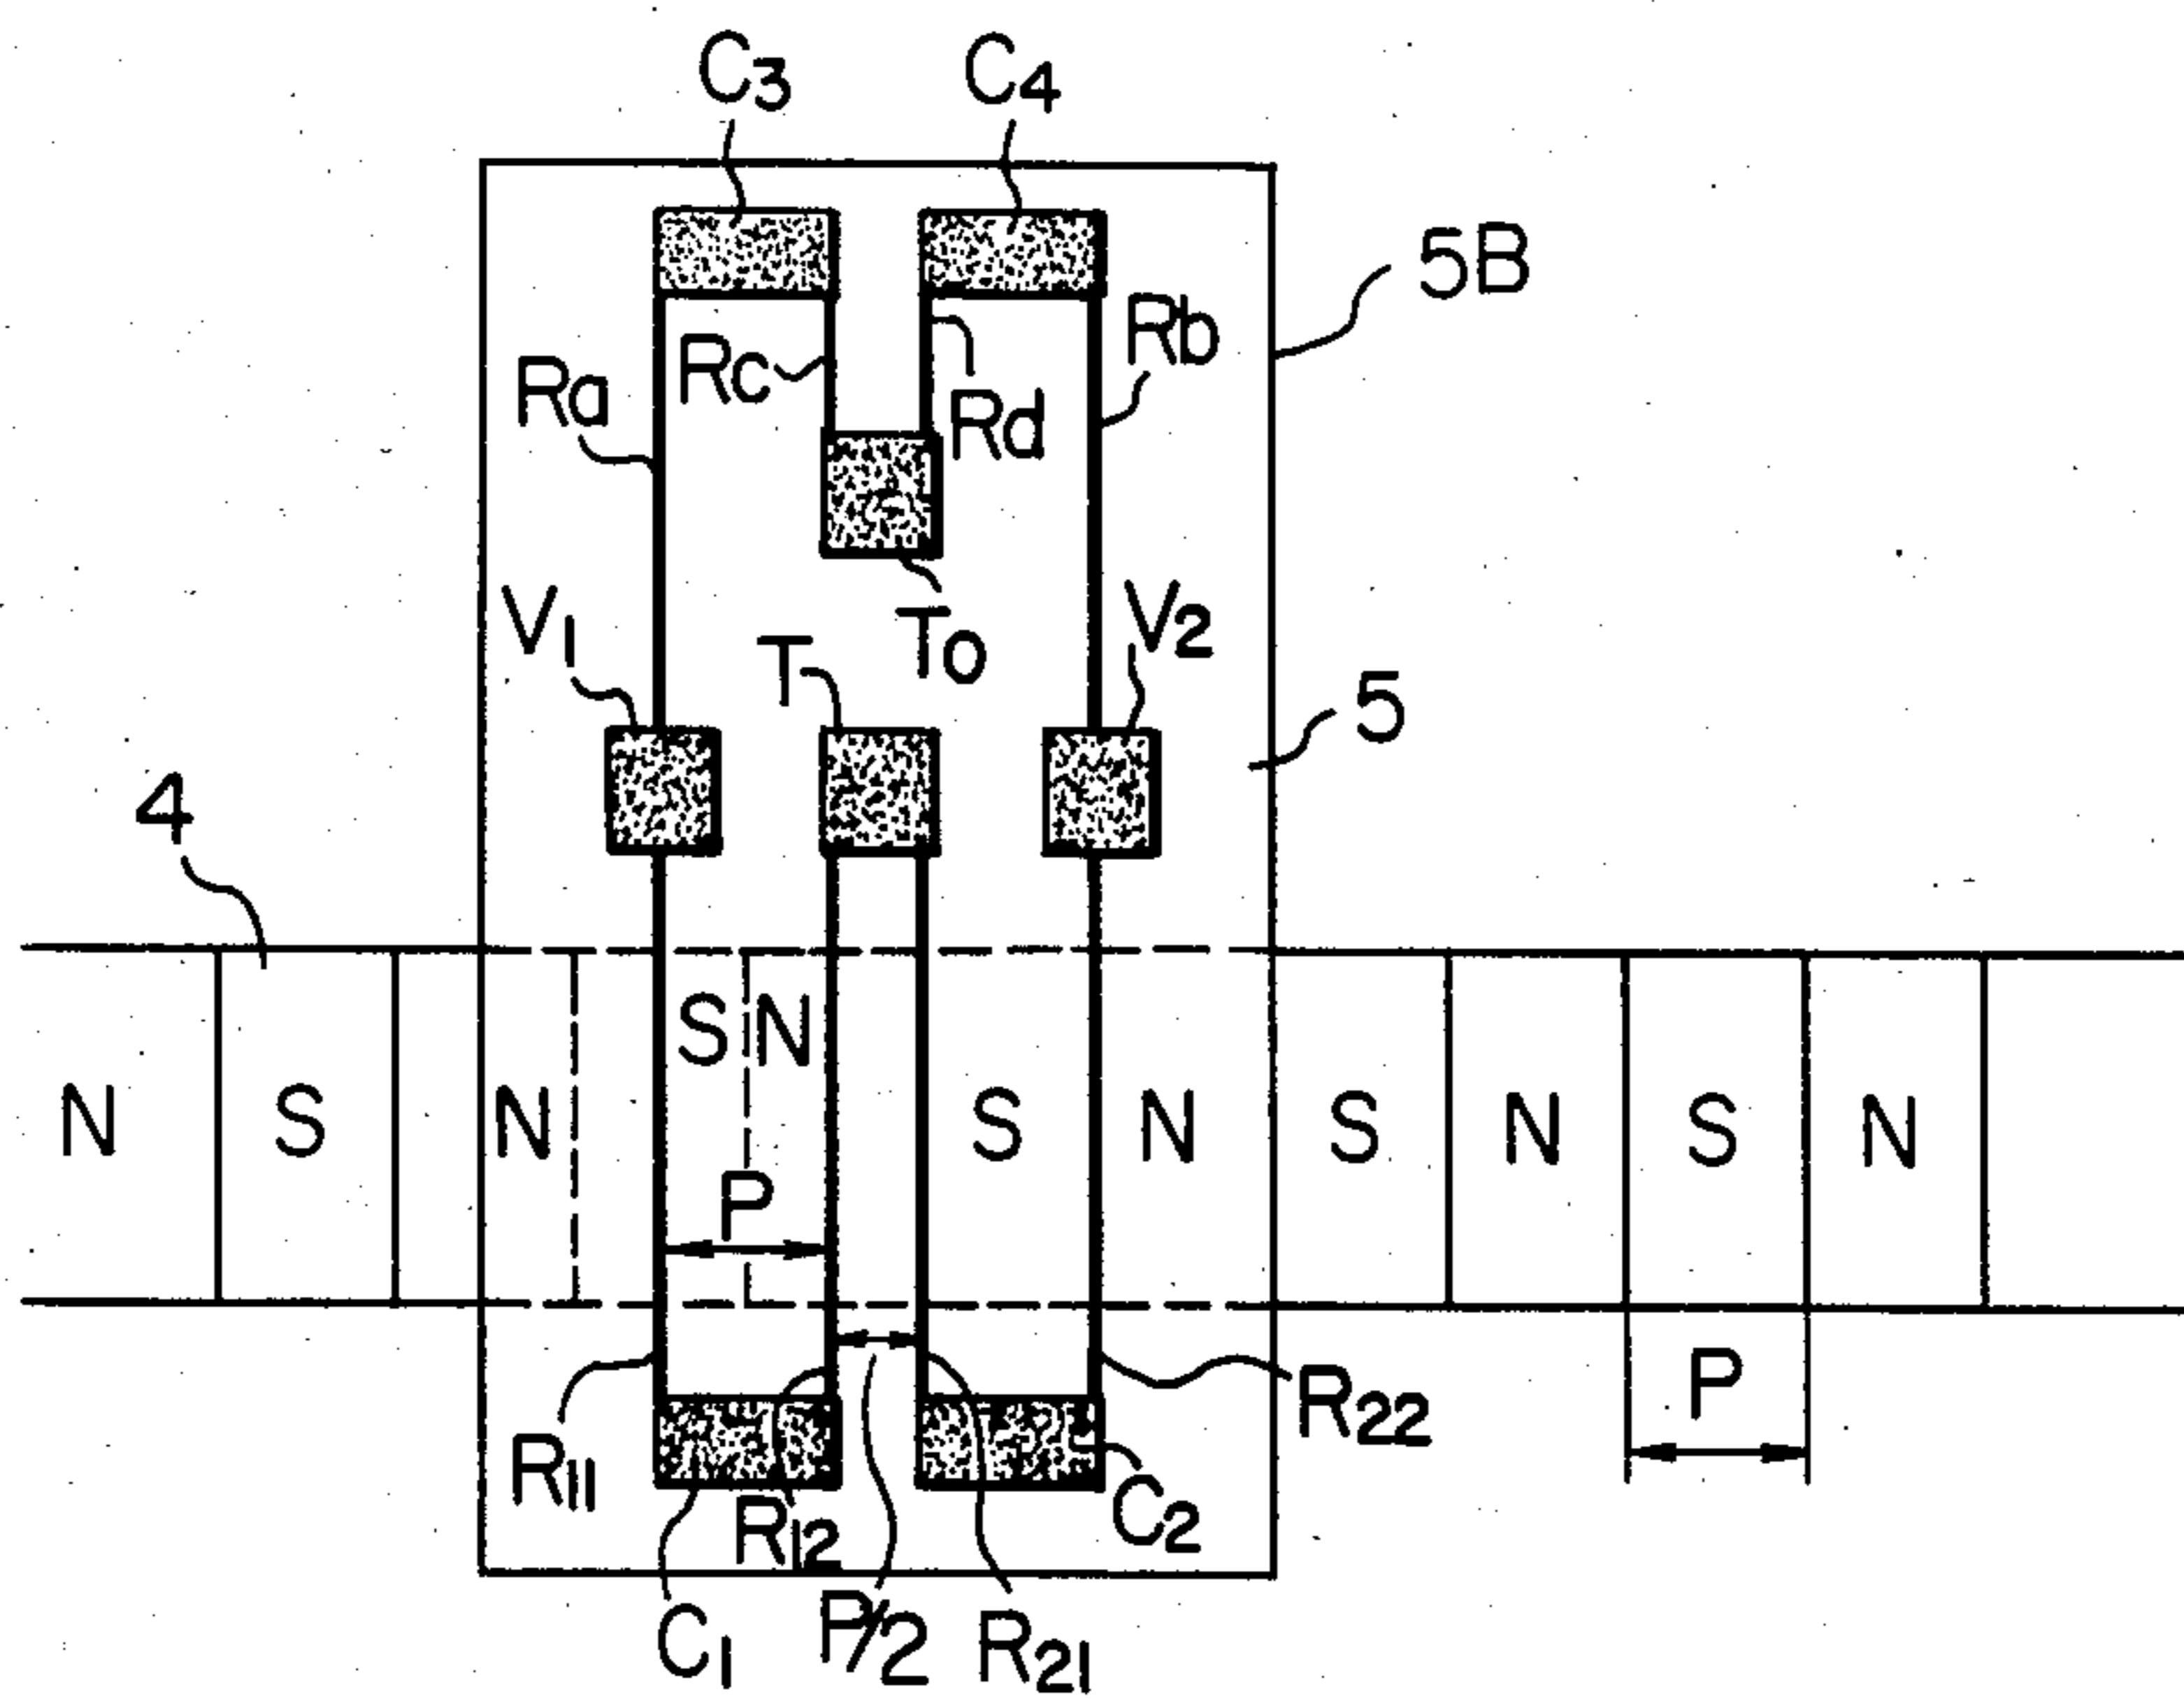 C3 C4
5B
Ra Rc Rd Rb
V1 T To V2
5
4
S N
N S N S N S N S N
P
R11 R12 R22
P
C2
C1 P/2 R21